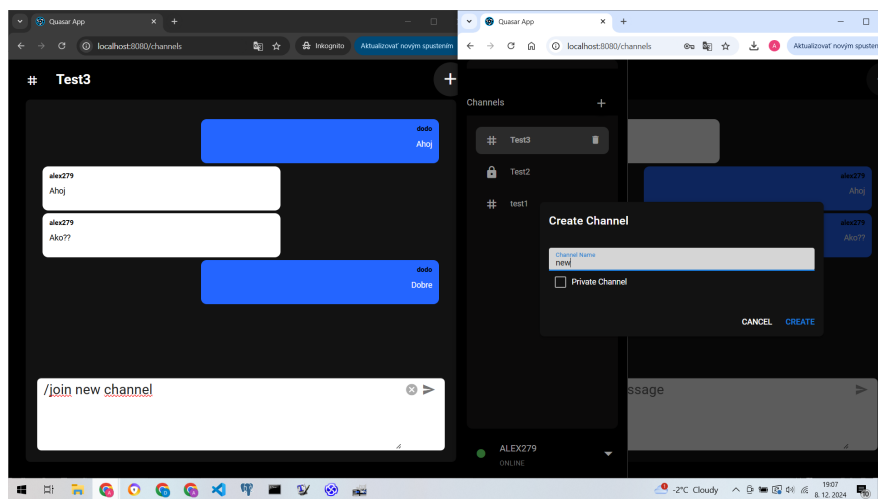 Quasar App
localhost:8080/channels
Inkognito
Aktualizovať novým spustením
Test3
dodo
Ahoj
alex279
Ahoj
alex279
Ako??
dodo
Dobre
/join new channel
Quasar App
localhost:8080/channels
A
Aktualizovať novým
Channels
Test3
Test2
test1
alex279
Ahoj
alex279
Ako??
Create Channel
Channel Name
new
Private Channel
CANCEL
CREATE
ssage
ALEX279
ONLINE
-2°C Cloudy
19:07
8. 12. 2024